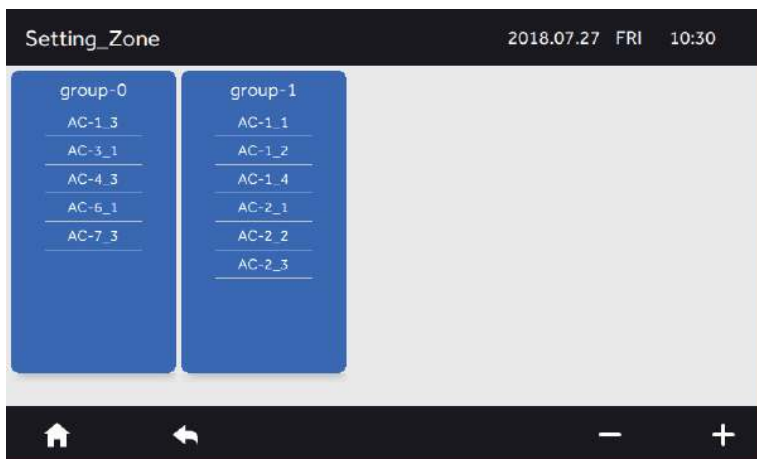 Setting_Zone 2018.07.27 FRI 10:30
group-0
AC-1_3
AC-3_1
AC-4_3
AC-6_1
AC-7_3
group-1
AC-1_1
AC-1_2
AC-1_4
AC-2_1
AC-2_2
AC-2_3